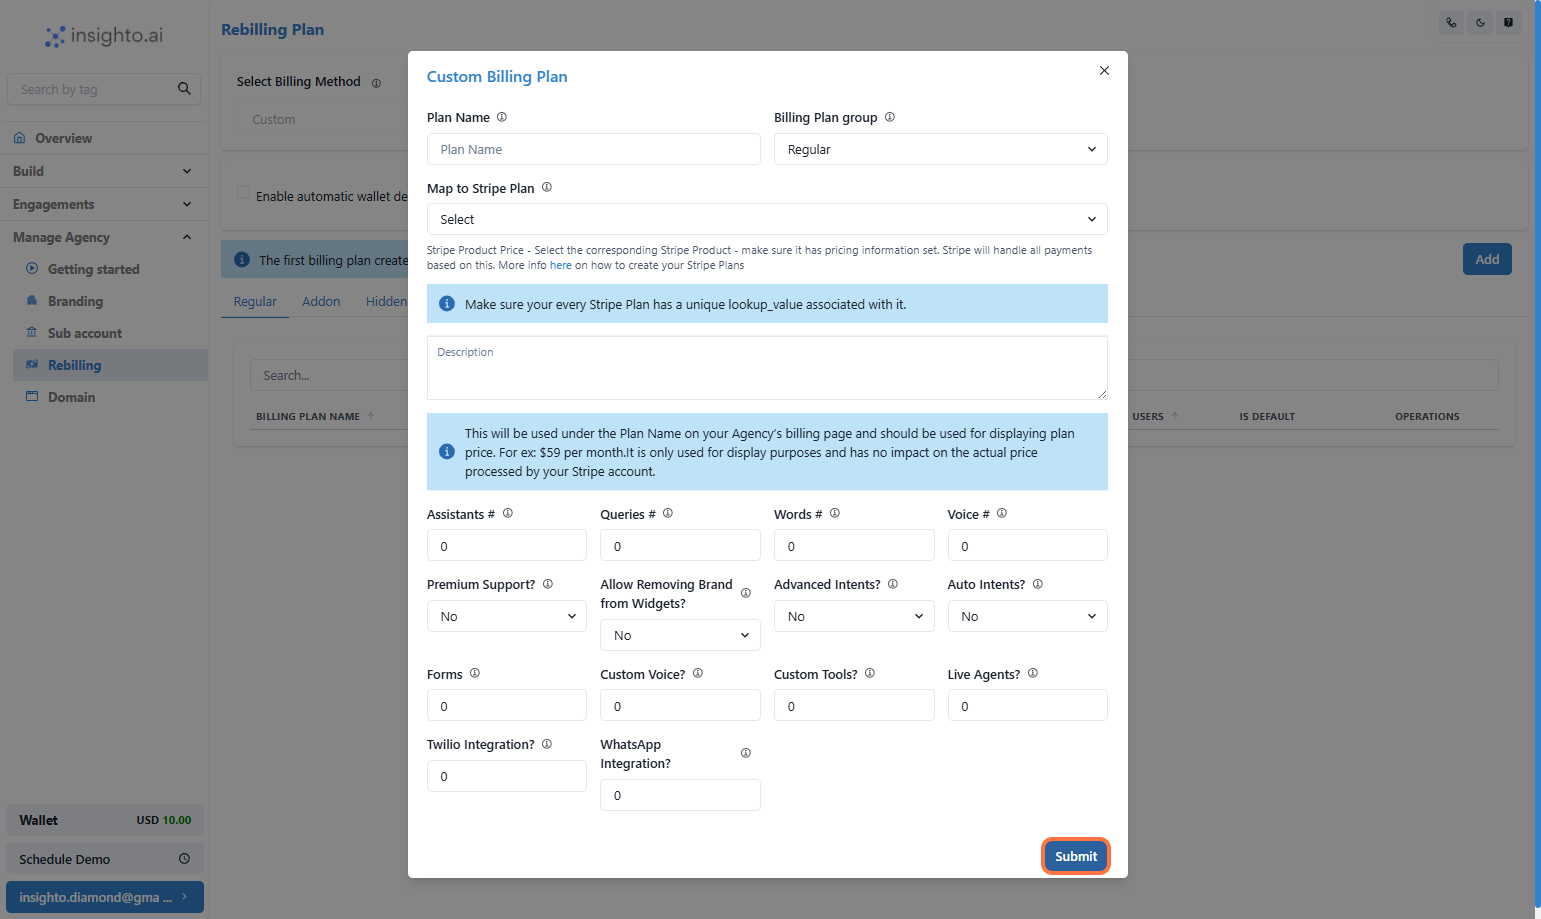 insighto.ai
Search by tag
Overview
Build
Engagements
Manage Agency
Getting started
Branding
Sub account
Rebilling
Domain
Wallet USD 10.00
Schedule Demo
insighto.diamond@gma ...
Rebilling Plan
Select Billing Method
Custom
Enable automatic wallet de
The first billing plan create
Add
Regular Addon Hidden
Search...
BILLING PLAN NAME USERS IS DEFAULT OPERATIONS
Custom Billing Plan
Plan Name Billing Plan group
Plan Name Regular
Map to Stripe Plan
Select
Stripe Product Price - Select the corresponding Stripe Product - make sure it has pricing information set. Stripe will handle all payments
based on this. More info here on how to create your Stripe Plans
Make sure your every Stripe Plan has a unique lookup_value associated with it.
Description
This will be used under the Plan Name on your Agency's billing page and should be used for displaying plan
price. For ex: $59 per month.It is only used for display purposes and has no impact on the actual price
processed by your Stripe account.
Assistants # Queries # Words # Voice #
0 0 0 0
Premium Support? Allow Removing Brand Advanced Intents? Auto Intents?
from Widgets?
No No No No
Forms Custom Voice? Custom Tools? Live Agents?
0 0 0 0
Twilio Integration? WhatsApp
Integration?
0 0
Submit